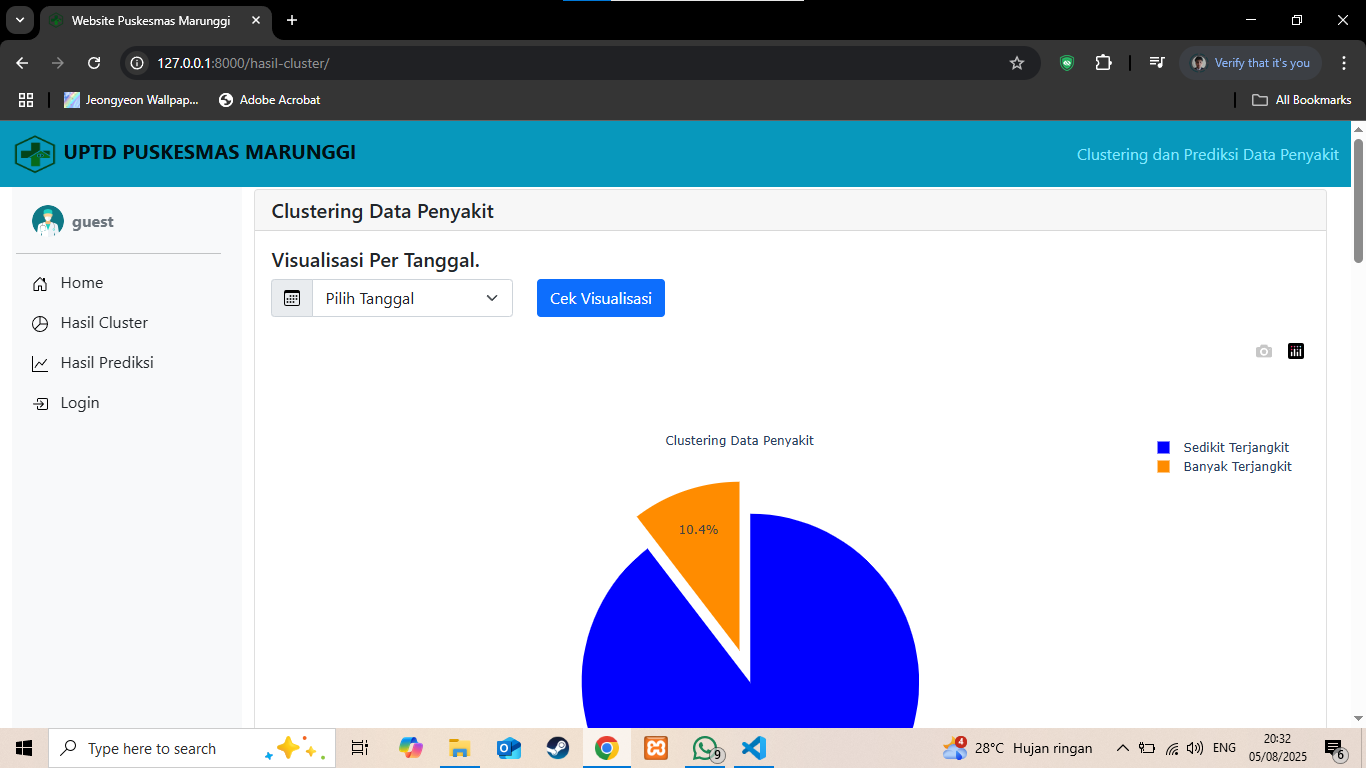 Website Puskesmas Marunggi
127.0.0.1:8000/hasil-cluster/
Verify that it's you
Jeongyeon Wallpap...
Adobe Acrobat
All Bookmarks
UPTD PUSKESMAS MARUNGGI
Clustering dan Prediksi Data Penyakit
guest
Home
Hasil Cluster
Hasil Prediksi
Login
Clustering Data Penyakit
Visualisasi Per Tanggal.
Pilih Tanggal
Cek Visualisasi
Clustering Data Penyakit
Sedikit Terjangkit
Banyak Terjangkit
10.4%
Type here to search
9
4
28°C Hujan ringan
ENG
20:32
05/08/2025
6